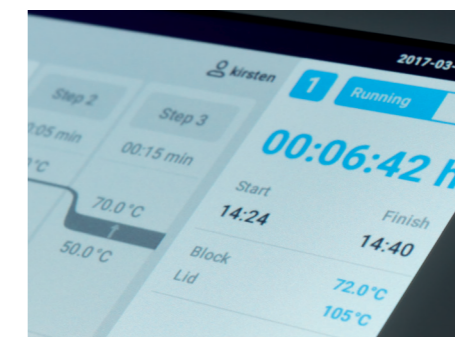 2017-03-
kirsten
1 Running
00:06:42 h
Step 2
Step 3
:05 min
00:15 min
°C
70.0°C
50.0°C
Start
Finish
14:24
14:40
Block
72.0°C
Lid
105°C